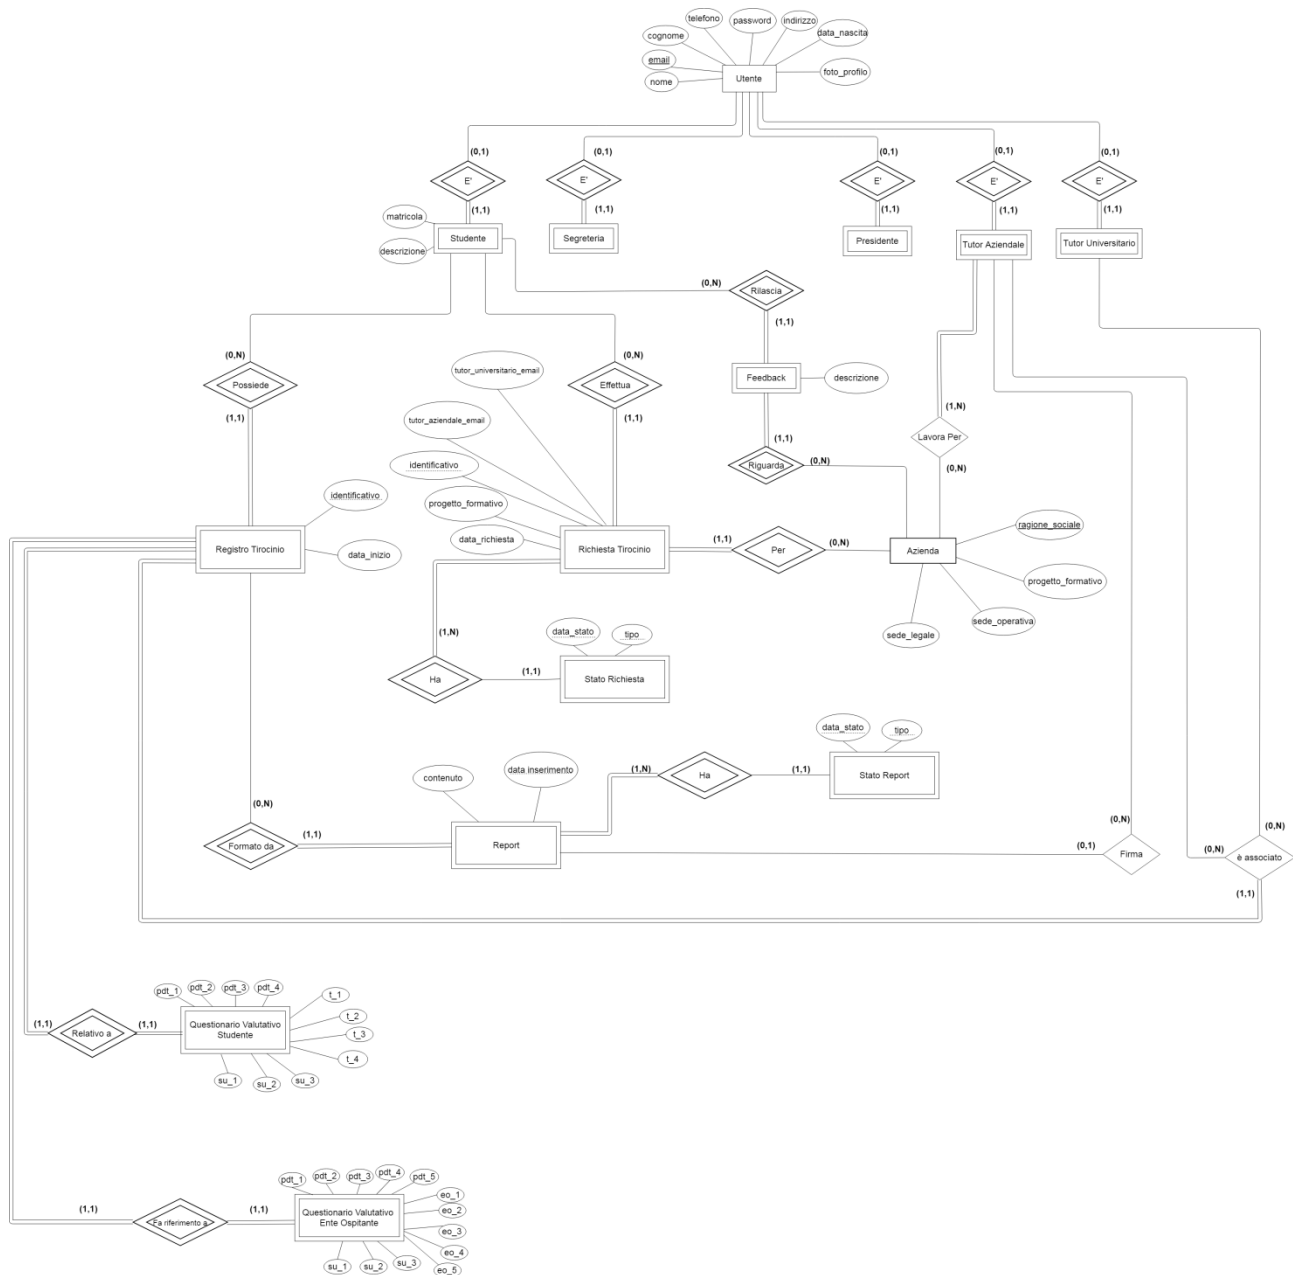 telefono
password
indirizzo
cognome
data_nascita
email
foto_profilo
nome
Utente
(0,1)
(0,1)
(0,1)
(0,1)
(0,1)
E'
E'
E'
E'
E'
(1,1)
(1,1)
(1,1)
(1,1)
(1,1)
matricola
descrizione
Studente
Segreteria
Presidente
Tutor Aziendale
Tutor Universitario
(0,N)
Rilascia
(1,1)
(0,N)
Possiede
(1,1)
(0,N)
Effettua
(1,1)
tutor_universitario_email
tutor_aziendale_email
identificativo
progetto_formativo
data_richiesta
Feedback
descrizione
(1,1)
Riguarda
(0,N)
(1,N)
Lavora Per
(0,N)
identificativo
data_inizio
Registro Tirocinio
Richiesta Tirocinio
(1,1)
Per
(0,N)
Azienda
ragione_sociale
progetto_formativo
sede_operativa
sede_legale
(1,N)
Ha
(1,1)
data_stato
tipo
Stato Richiesta
data_stato
tipo
(1,N)
Ha
(1,1)
Stato Report
contenuto
data inserimento
(0,N)
Formato da
(1,1)
Report
(0,1)
(0,N)
Firma
(0,N)
(0,N)
è associato
(1,1)
pdt_1
pdt_2
pdt_3
pdt_4
t_1
t_2
t_3
t_4
(1,1)
Relativo a
(1,1)
Questionario Valutativo
Studente
su_1
su_2
su_3
pdt_1
pdt_2
pdt_3
pdt_4
pdt_5
eo_1
eo_2
eo_3
eo_4
eo_5
(1,1)
Fa riferimento a
(1,1)
Questionario Valutativo
Ente Ospitante
su_1
su_2
su_3